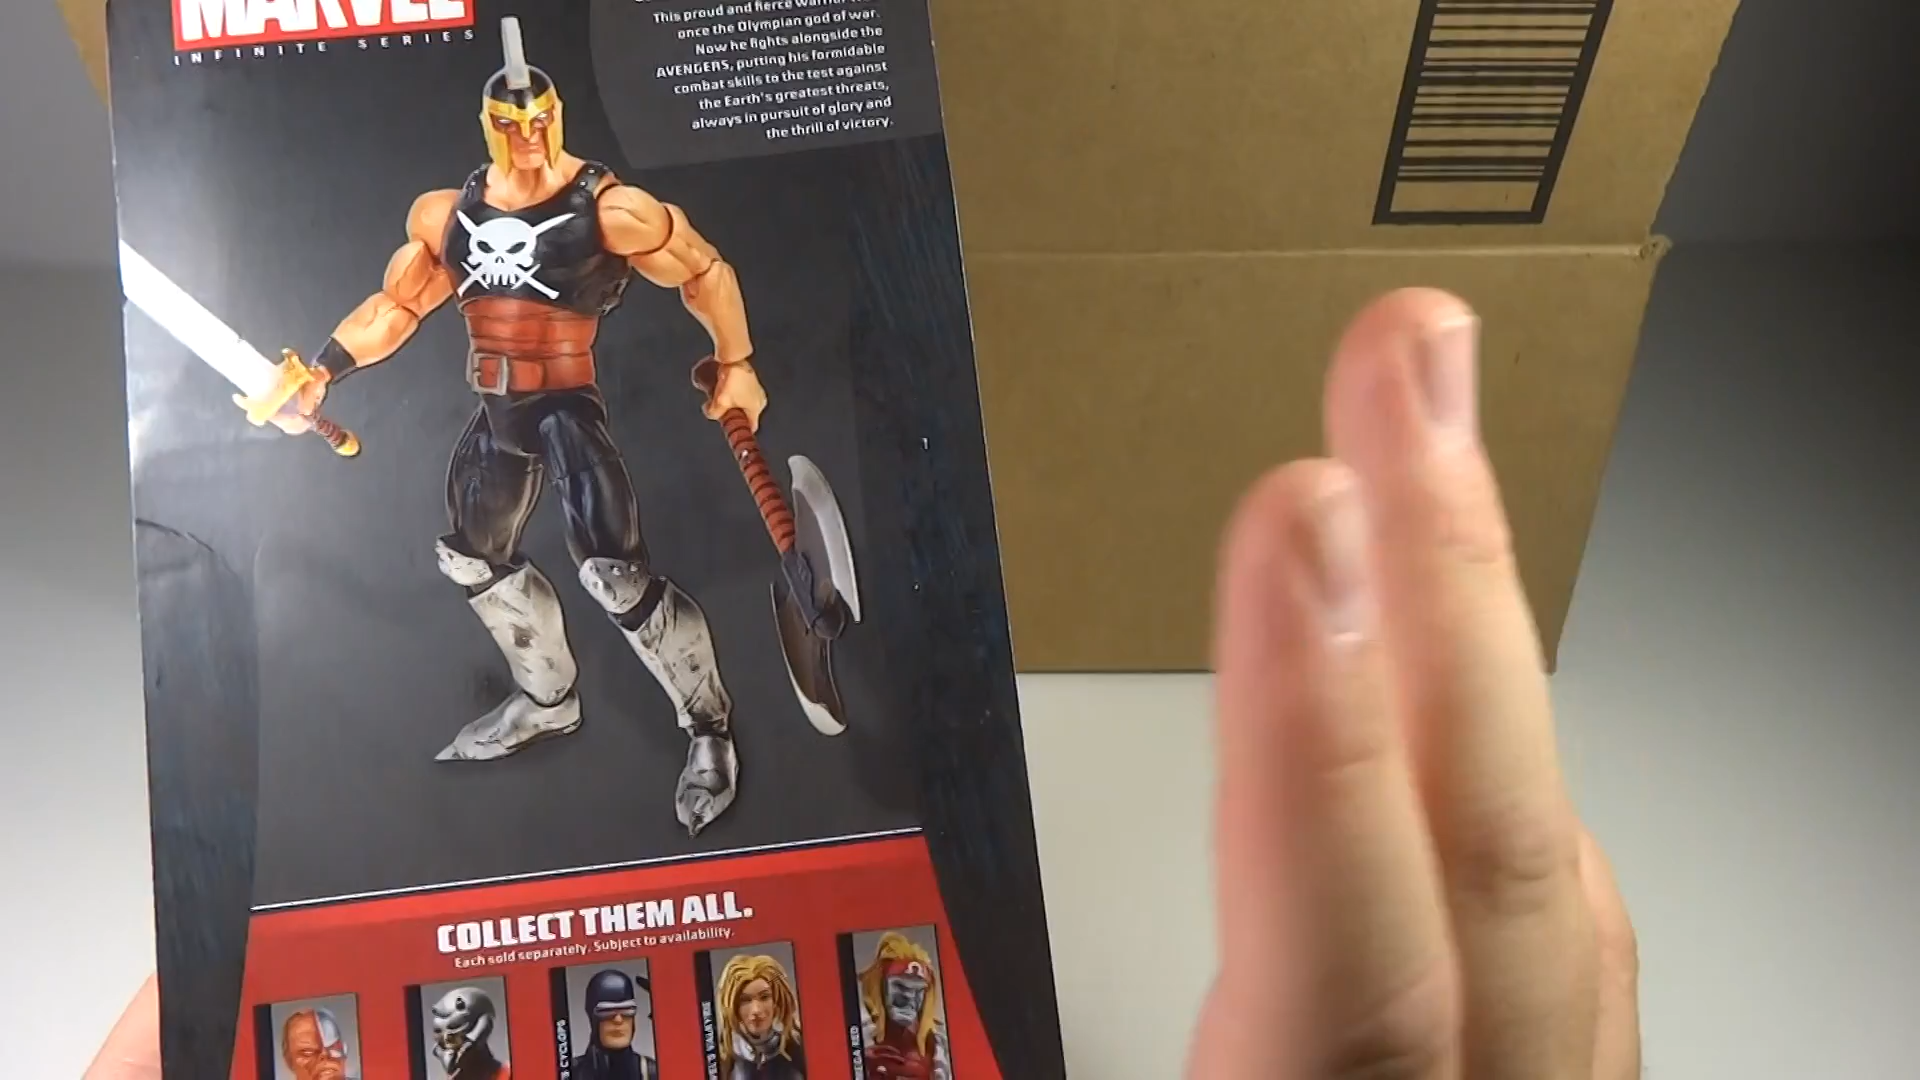 MARVEL
INFINITE SERIES
This proud and fierce
once the Olympian god of war.
Now he fights alongside the
AVENGERS, putting his formidable
combat skills to the test against
the Earth's greatest threats,
always in pursuit of glory and
the thrill of victory.
COLLECT THEM ALL.
Each sold separately. Subject to availability.
CYCLOPS
VALKYRIE
RED